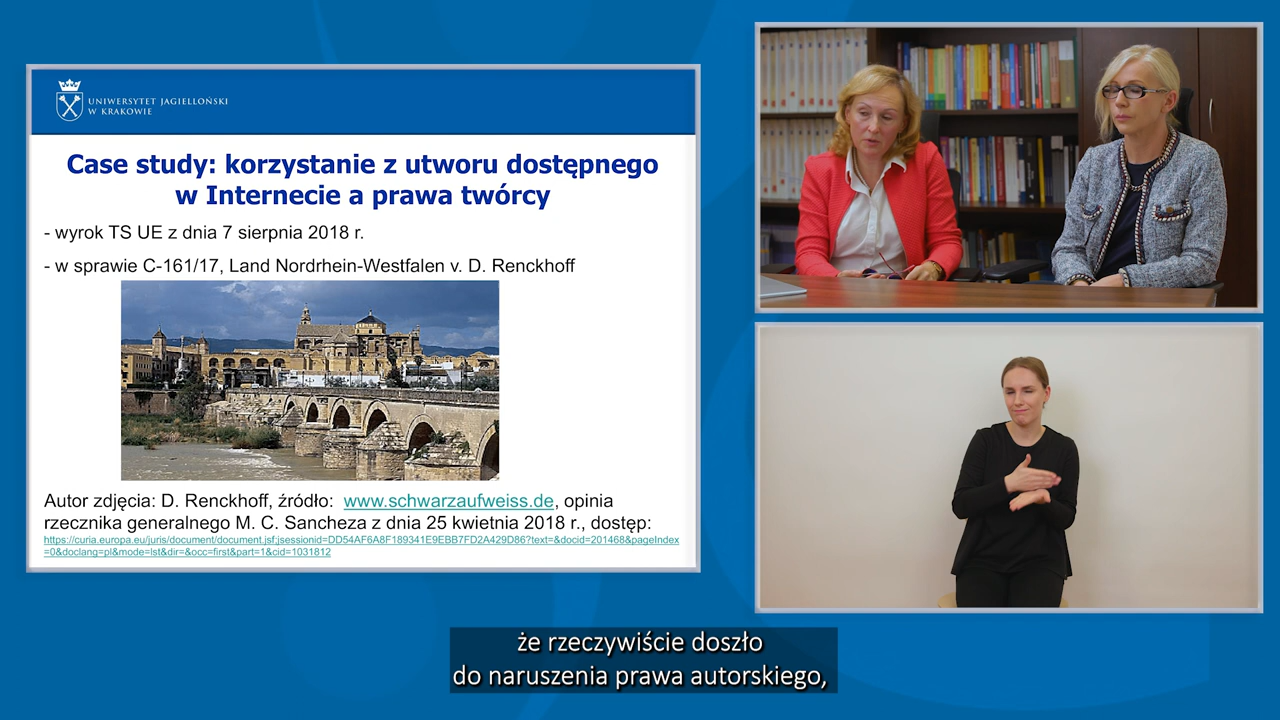 UNIWERSYTET JAGIELLOŃSKI
W KRAKOWIE
Case study: korzystanie z utworu dostępnego
w Internecie a prawa twórcy
- wyrok TS UE z dnia 7 sierpnia 2018 r.
- w sprawie C-161/17, Land Nordrhein-Westfalen v. D. Renckhoff
Autor zdjęcia: D. Renckhoff, źródło: www.schwarzaufweiss.de, opinia
rzecznika generalnego M. C. Sancheza z dnia 25 kwietnia 2018 r., dostęp:
https://curia.europa.eu/juris/document/document.jsf;jsessionid=DD54AF6A8F189341E9EBB7FD2A429D86?text=&docid=201468&pageIndex
=0&doclang=pl&mode=lst&dir=&occ=first&part=1&cid=1031812
że rzeczywiście doszło
do naruszenia prawa autorskiego,